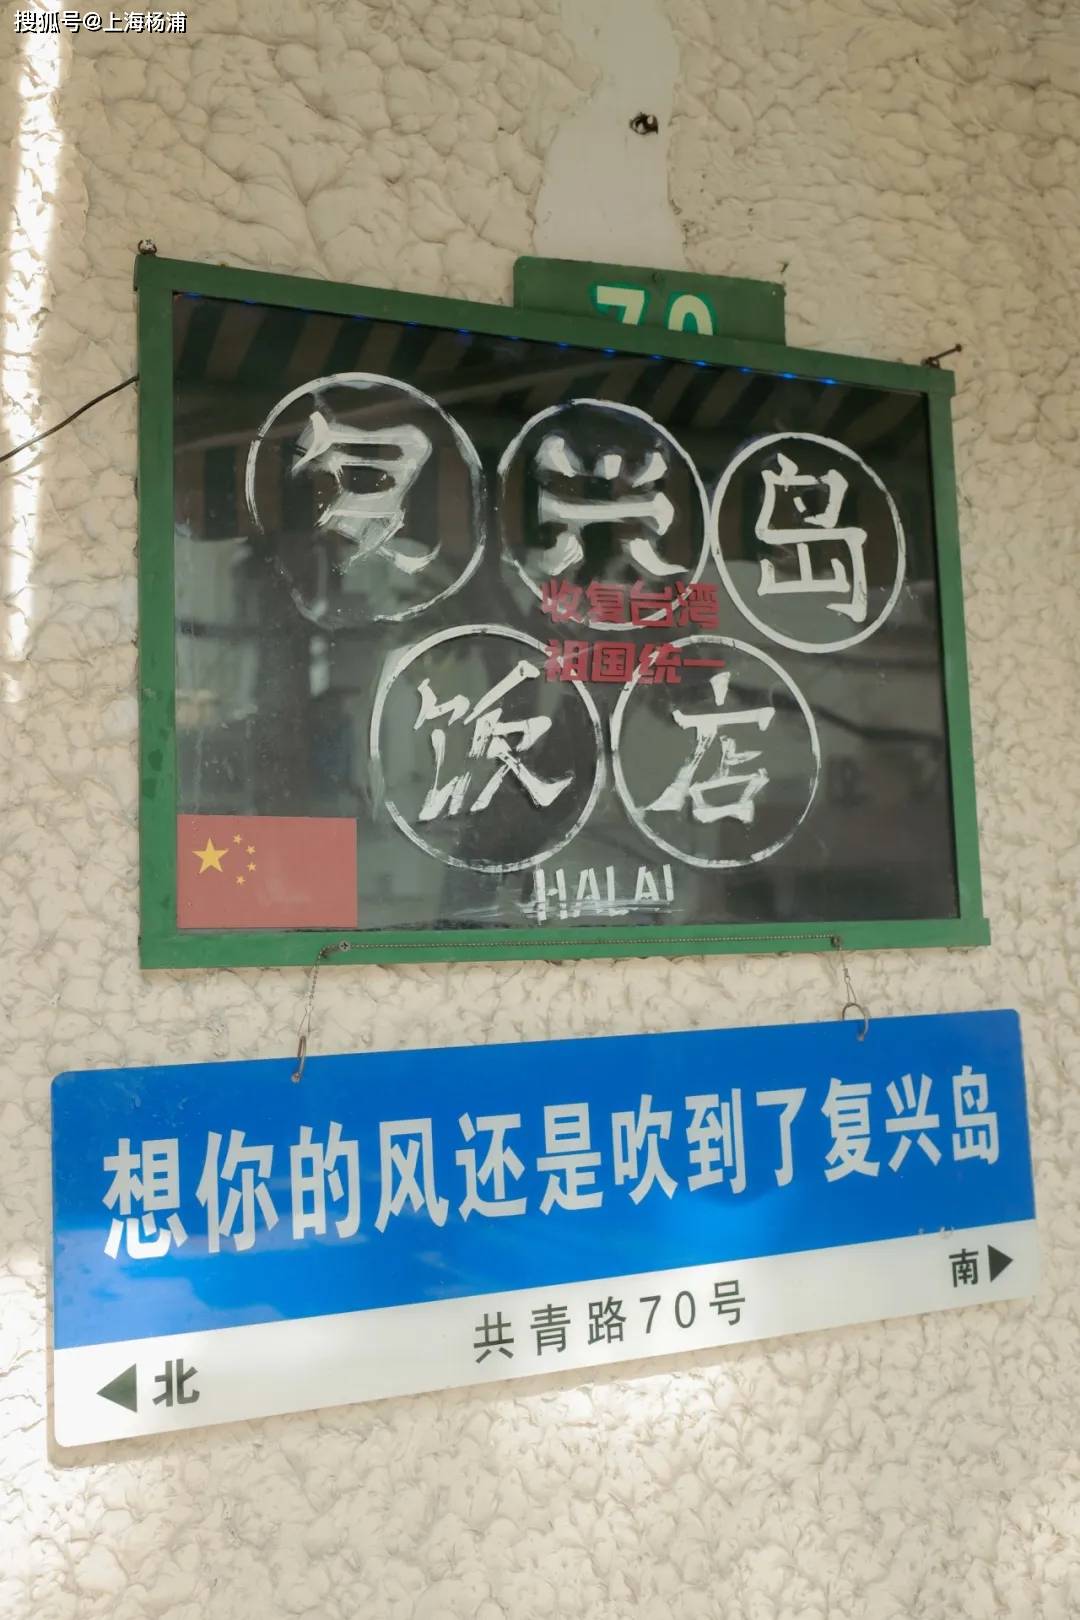 搜狐号@上海杨浦
70
复兴岛
收复台湾
祖国统一
饭店
HALAL
想你的风还是吹到了复兴岛
共青路70号
南
北